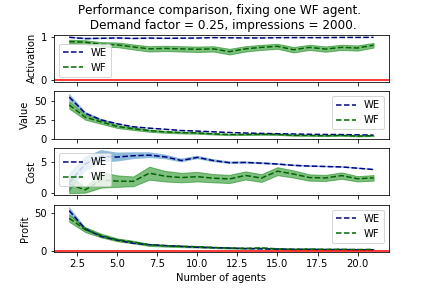 Performance comparison, fixing one WF agent.
Demand factor = 0.25, impressions = 2000.
Activation
1
0
WE
WF
Value
50
25
0
WE
WF
Cost
5
0
WE
WF
Profit
50
0
WE
WF
2.5 5.0 7.5 10.0 12.5 15.0 17.5 20.0
Number of agents